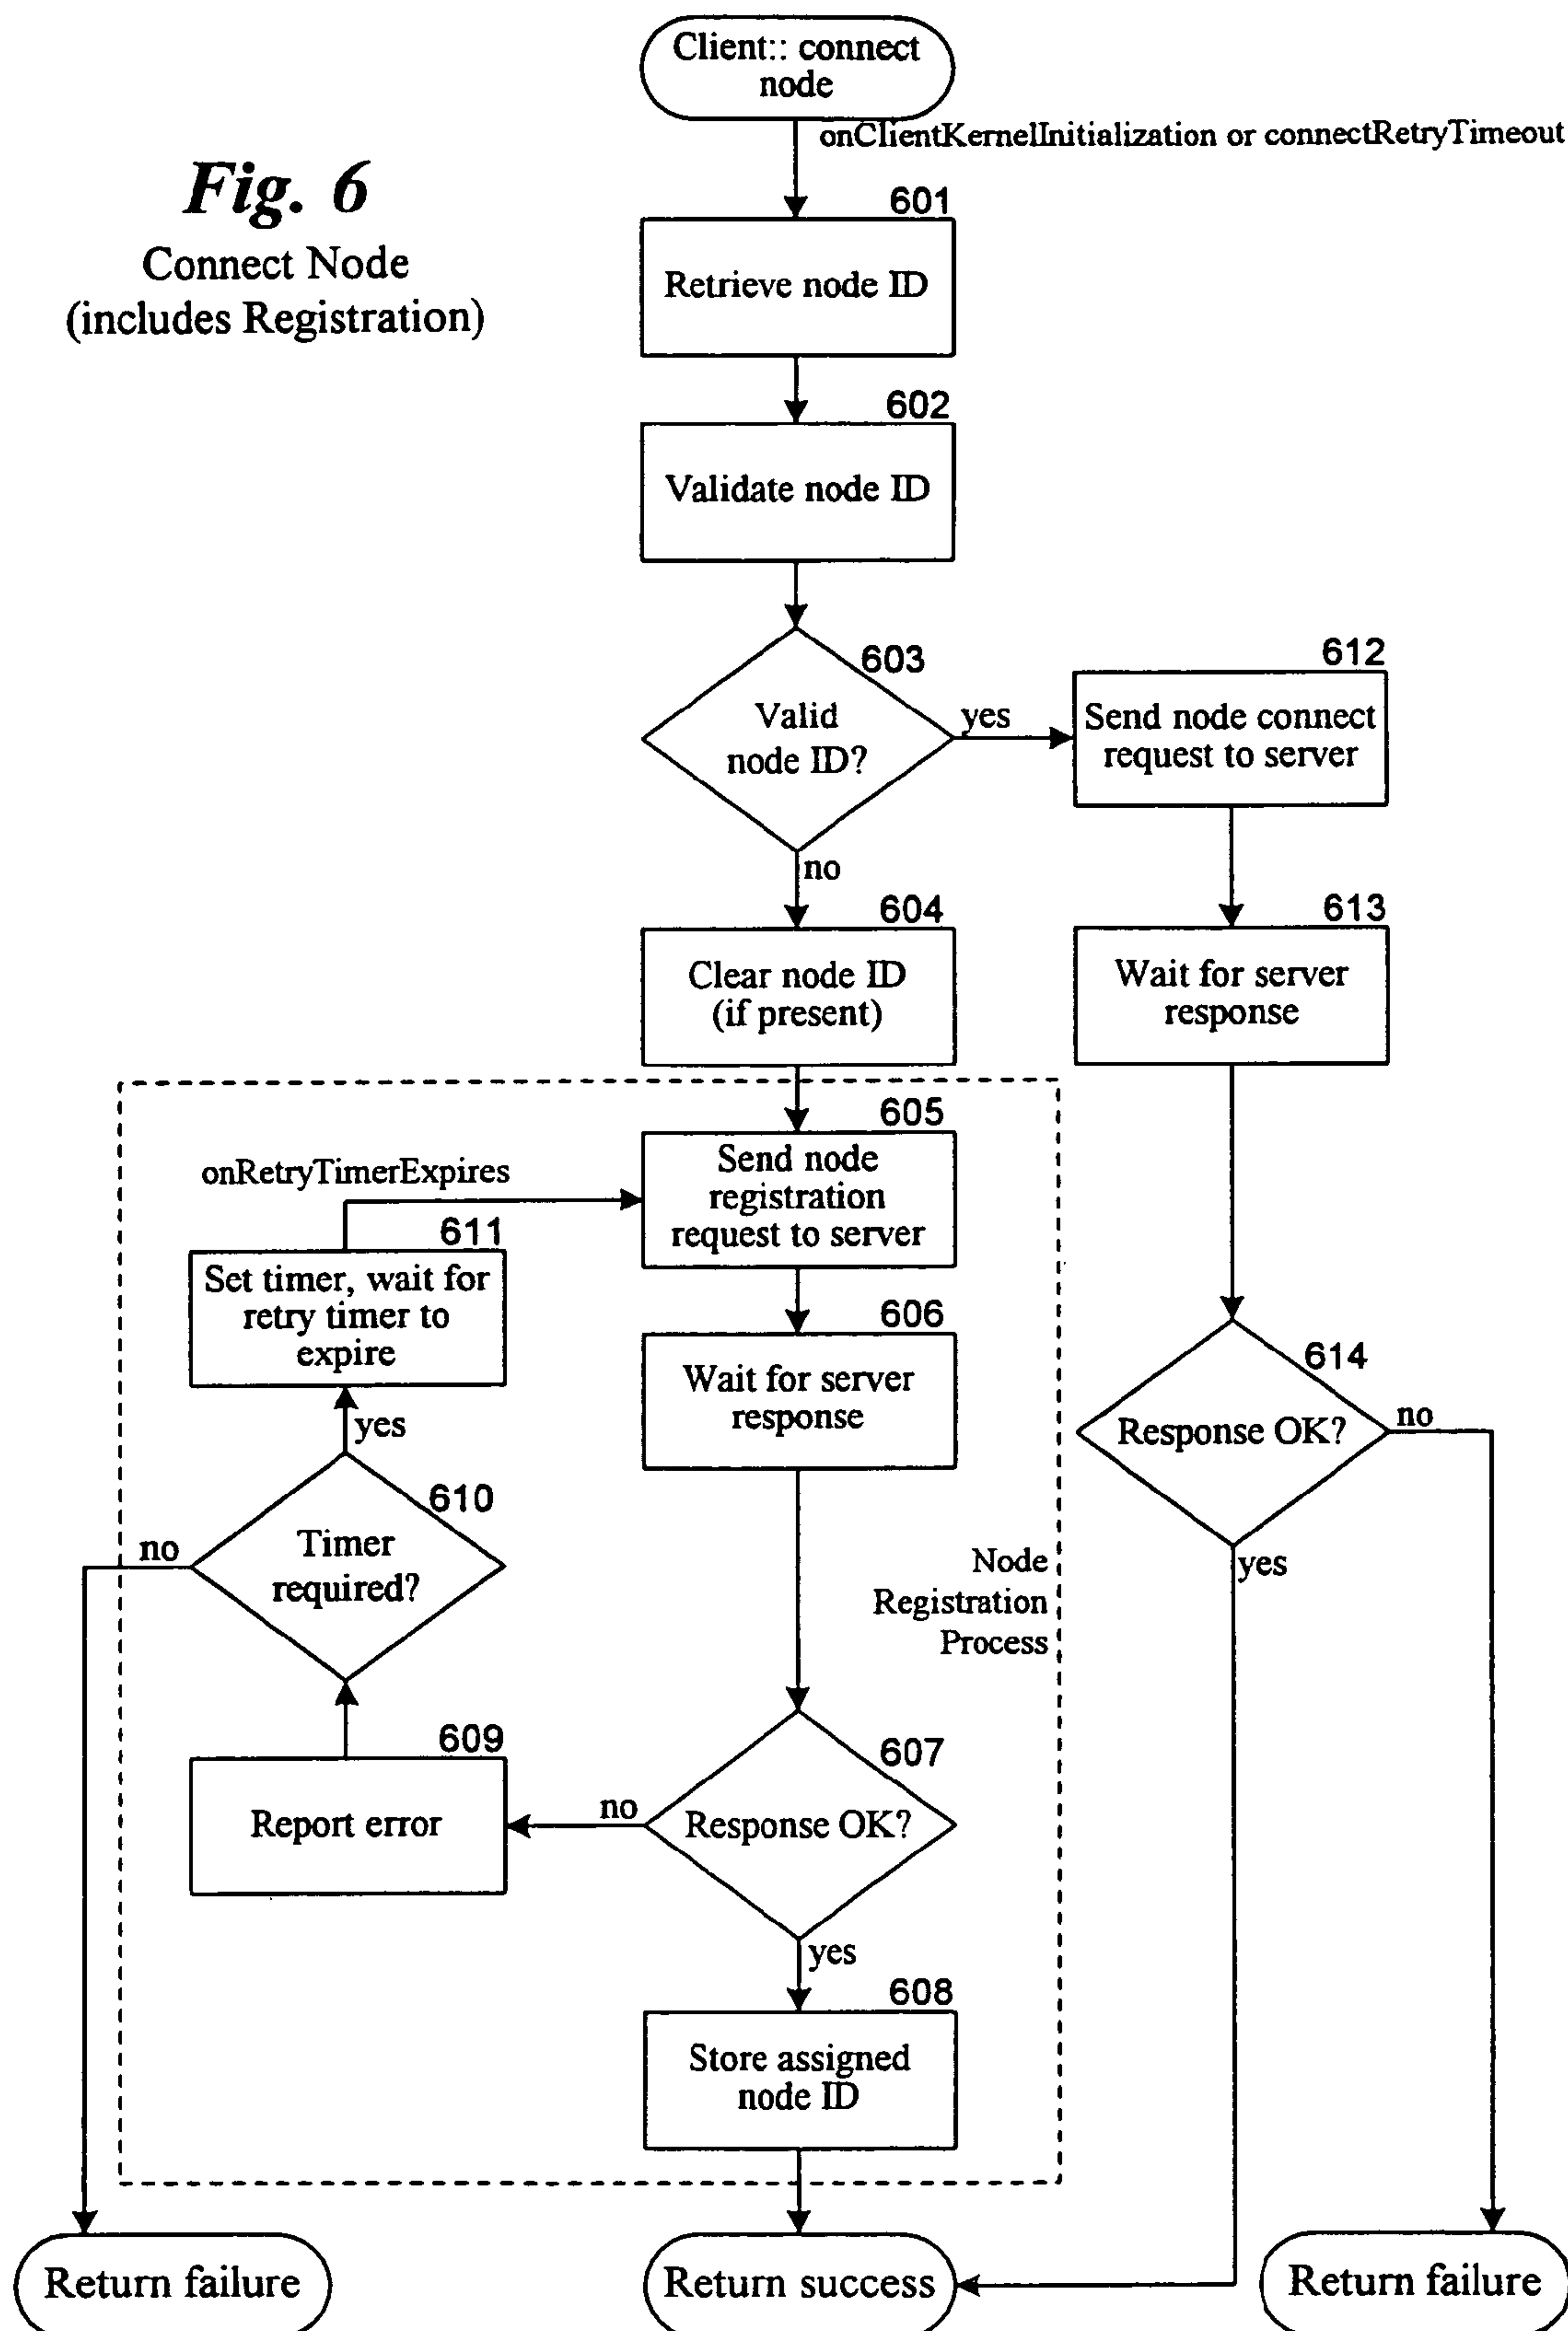 Client:: connect
node
onClientKernelInitialization or connectRetryTimeout
Fig. 6
Connect Node
(includes Registration)
601
Retrieve node ID
602
Validate node ID
603
Valid
node ID?
yes
no
612
Send node connect
request to server
604
Clear node ID
(if present)
613
Wait for server
response
605
Send node
registration
request to server
onRetryTimerExpires
611
Set timer, wait for
retry timer to
expire
606
Wait for server
response
614
Response OK?
no
yes
yes
610
Timer
required?
no
Node
Registration
Process
609
Report error
607
Response OK?
no
yes
608
Store assigned
node ID
Return failure
Return success
Return failure